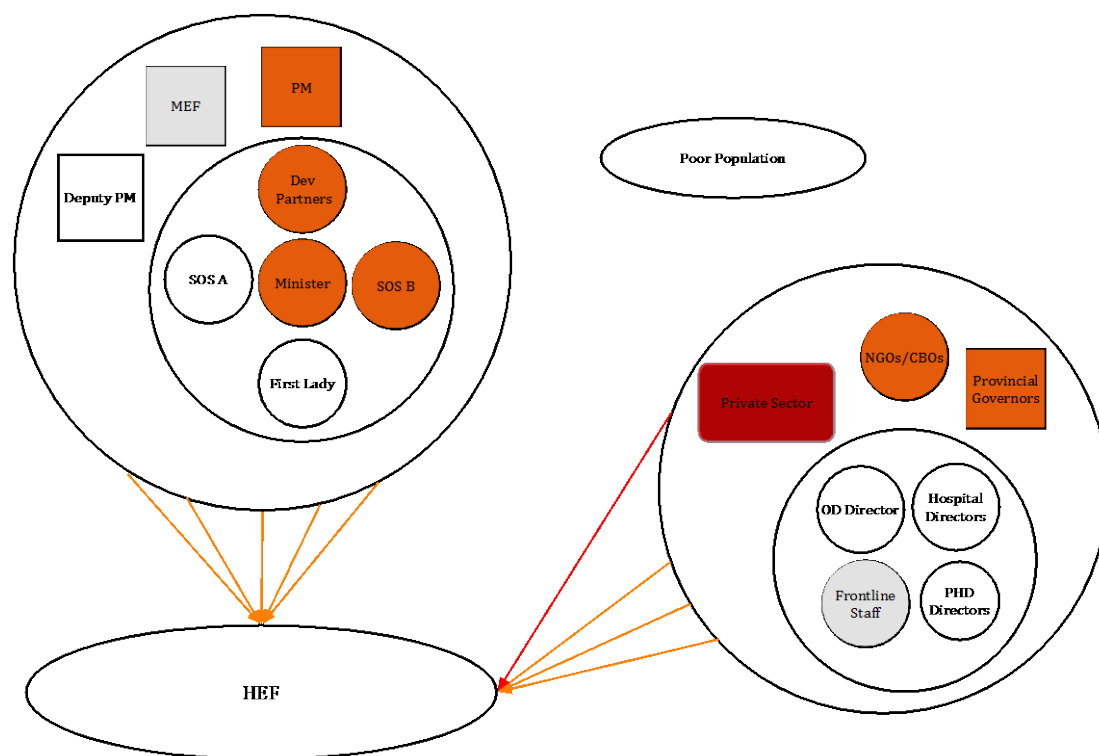 PM
MEF
Deputy PM
Dev
Partners
SOS A
Minister
SOS B
First Lady
Poor Population
NGOs/CBOs
Provincial
Governors
Private Sector
OD Director
Hospital
Directors
Frontline
Staff
PHD
Directors
HEF